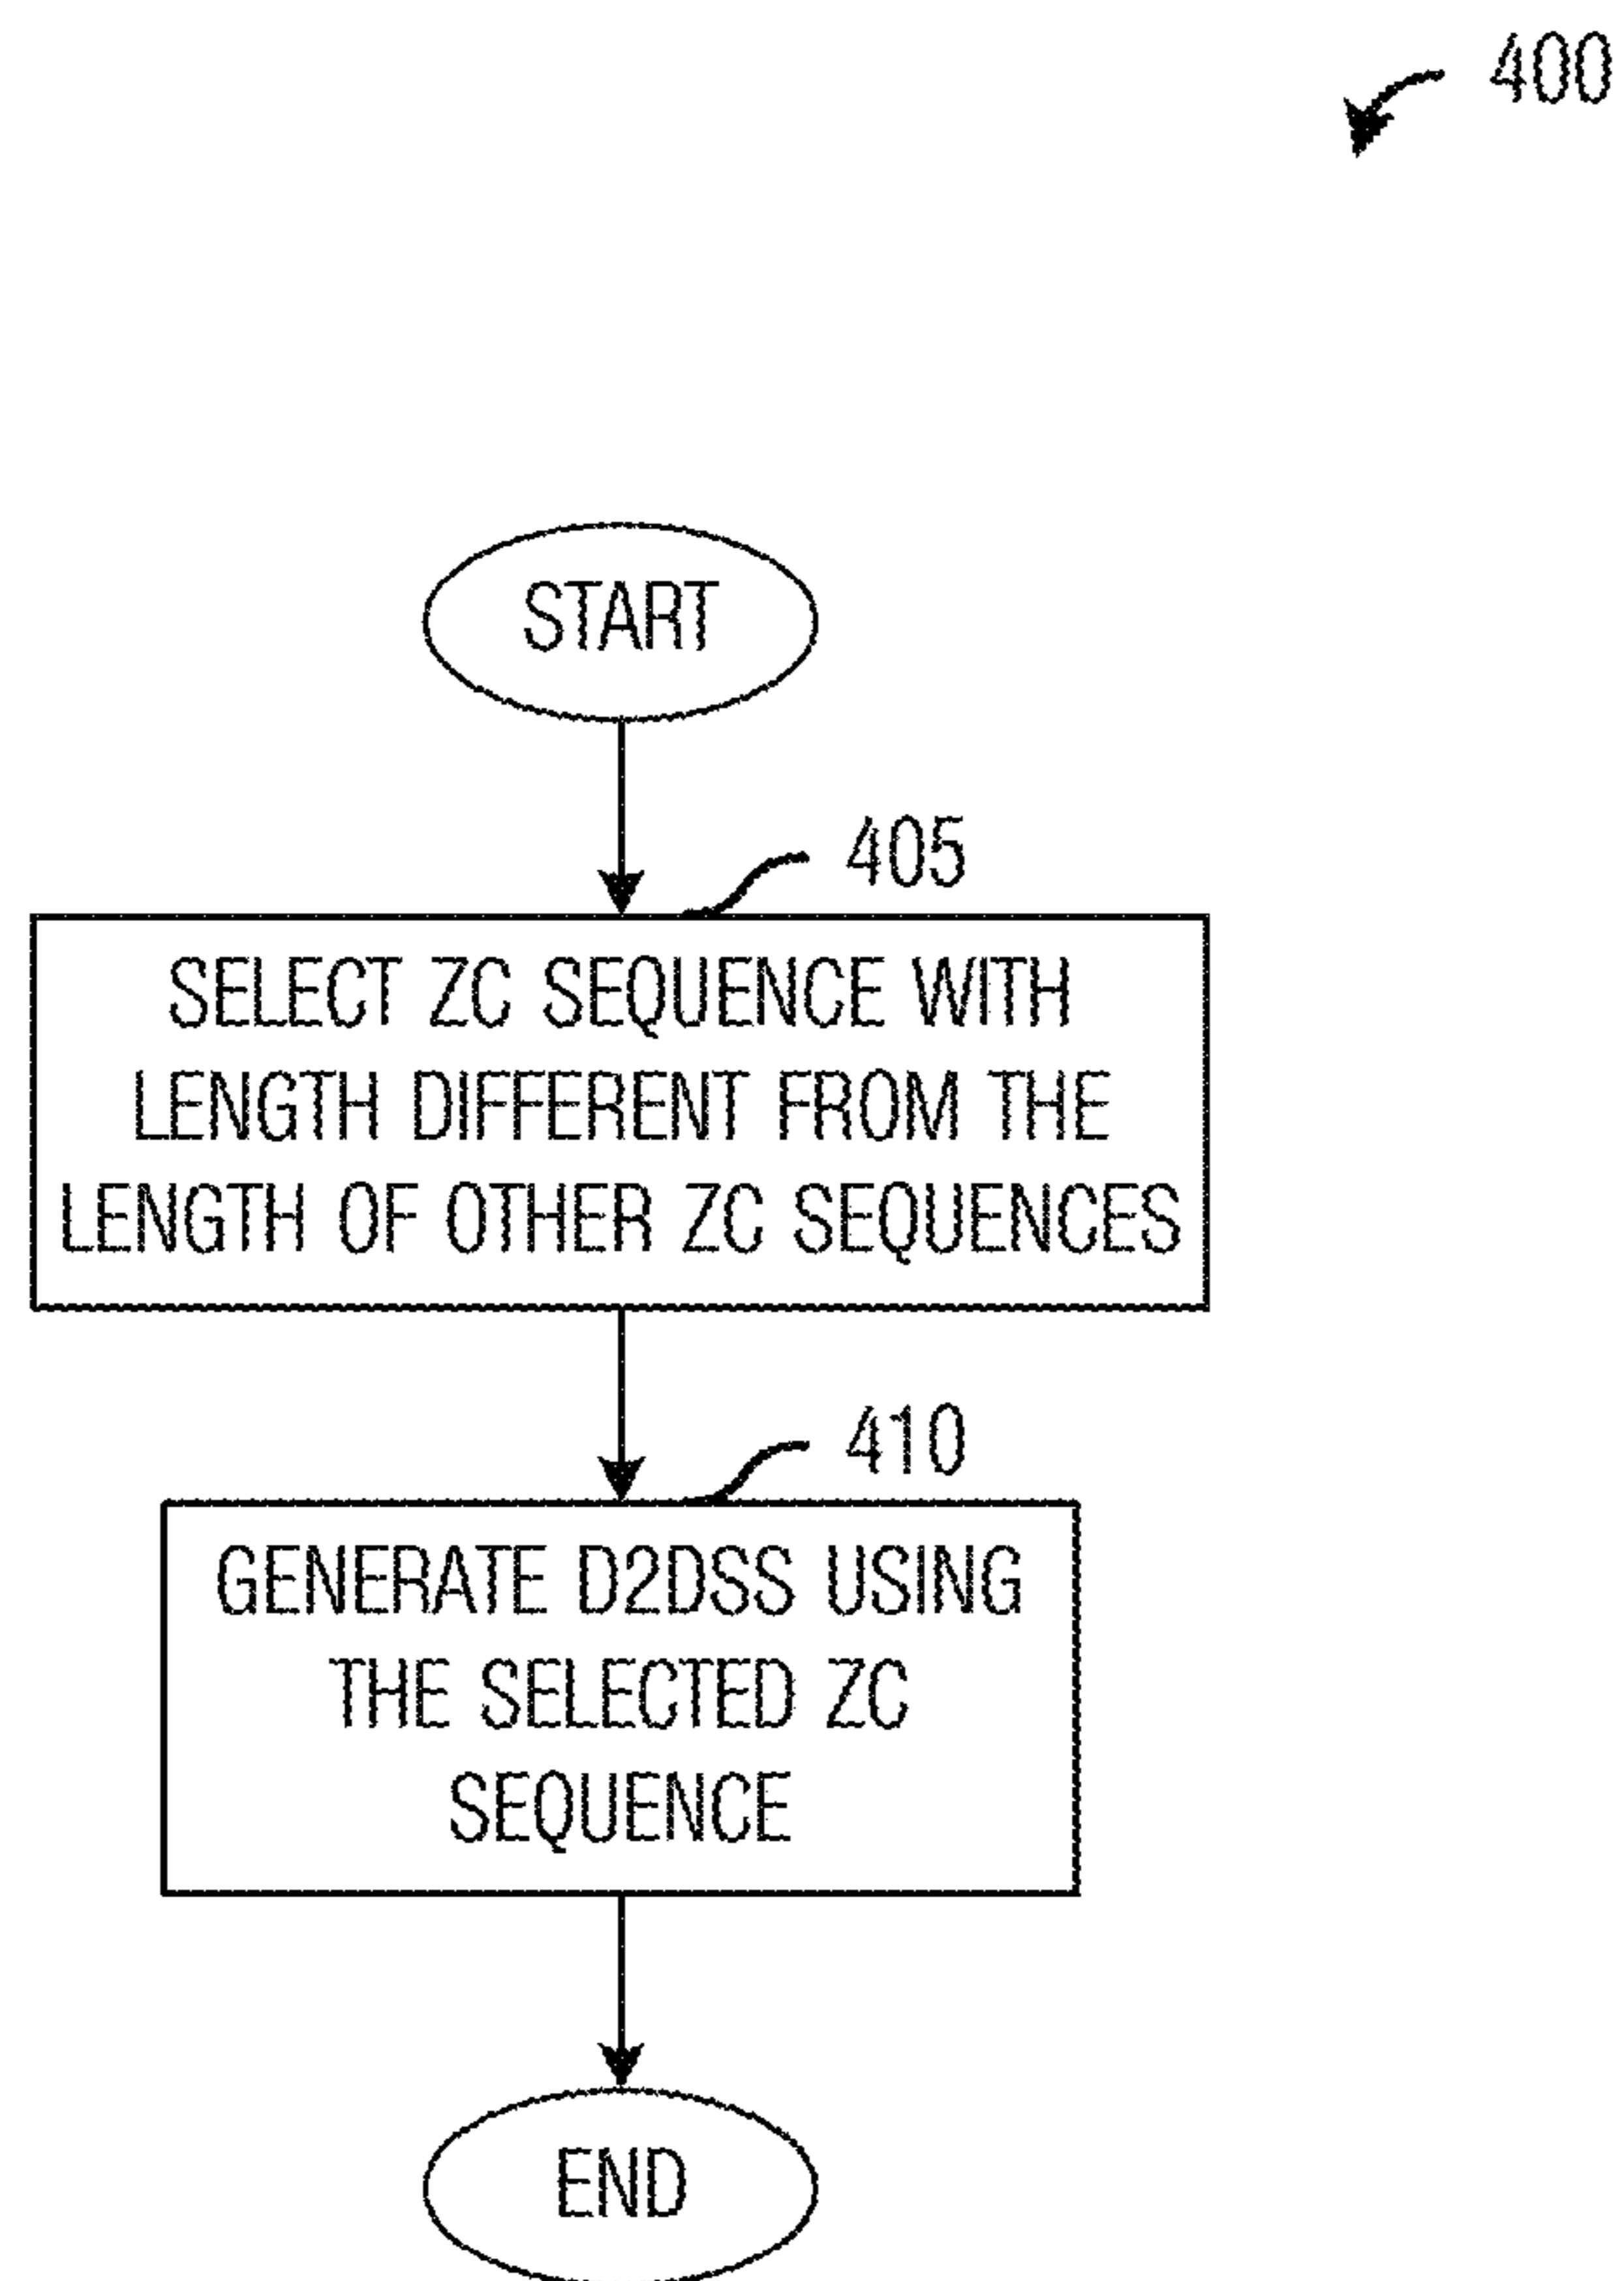 400
START
405
SELECT ZC SEQUENCE WITH
LENGTH DIFFERENT FROM THE
LENGTH OF OTHER ZC SEQUENCES
410
GENERATE D2DSS USING
THE SELECTED ZC
SEQUENCE
END